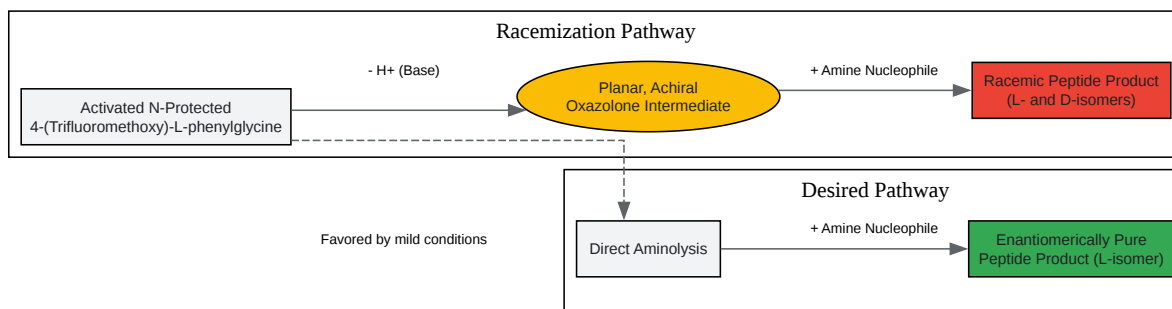 Racemization Pathway
- H+ (Base)
+ Amine Nucleophile
Planar, Achiral
Oxazolone Intermediate
Racemic Peptide Product
(L- and D-isomers)
Activated N-Protected
4-(Trifluoromethoxy)-L-phenylglycine
Desired Pathway
+ Amine Nucleophile
Favored by mild conditions
Direct Aminolysis
Enantiomerically Pure
Peptide Product (L-isomer)